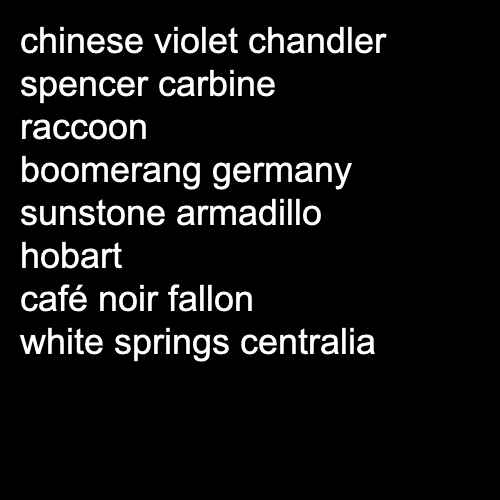 chinese violet chandler
spencer carbine
raccoon
boomerang germany
sunstone armadillo
hobart
café noir fallon
white springs centralia